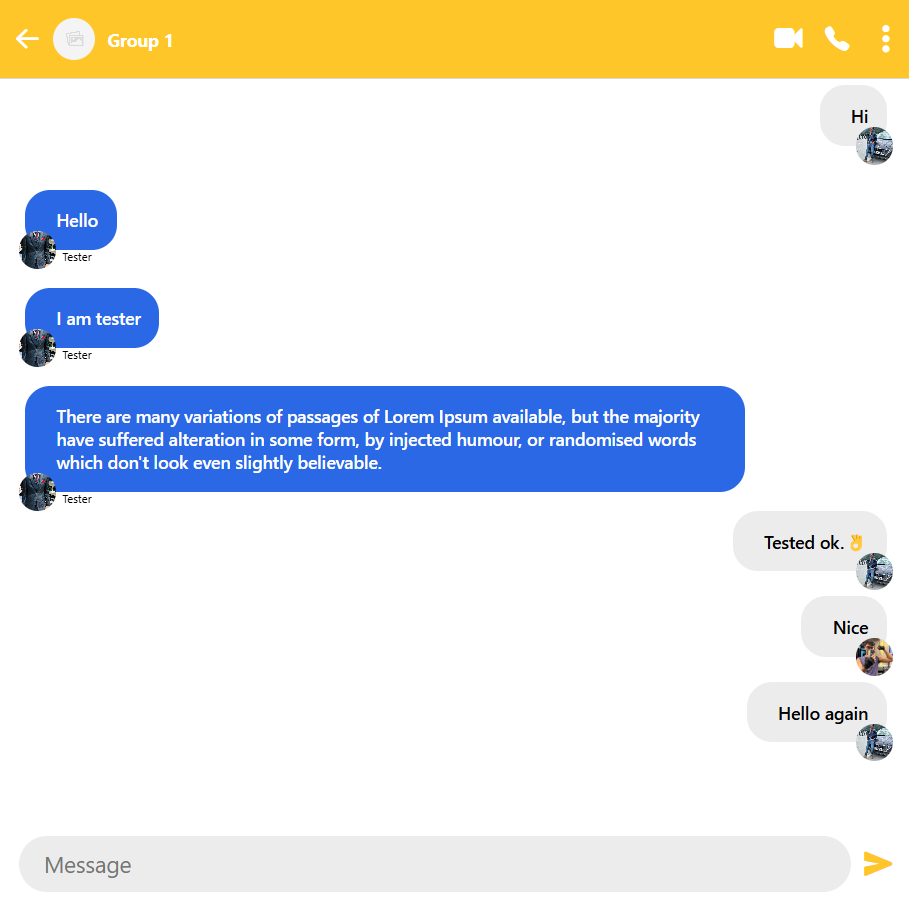 Group 1
Hi
Hello
Tester
I am tester
Tester
There are many variations of passages of Lorem Ipsum available, but the majority
have suffered alteration in some form, by injected humour, or randomised words
which don't look even slightly believable.
Tester
Tested ok.👌
Nice
Hello again
Message